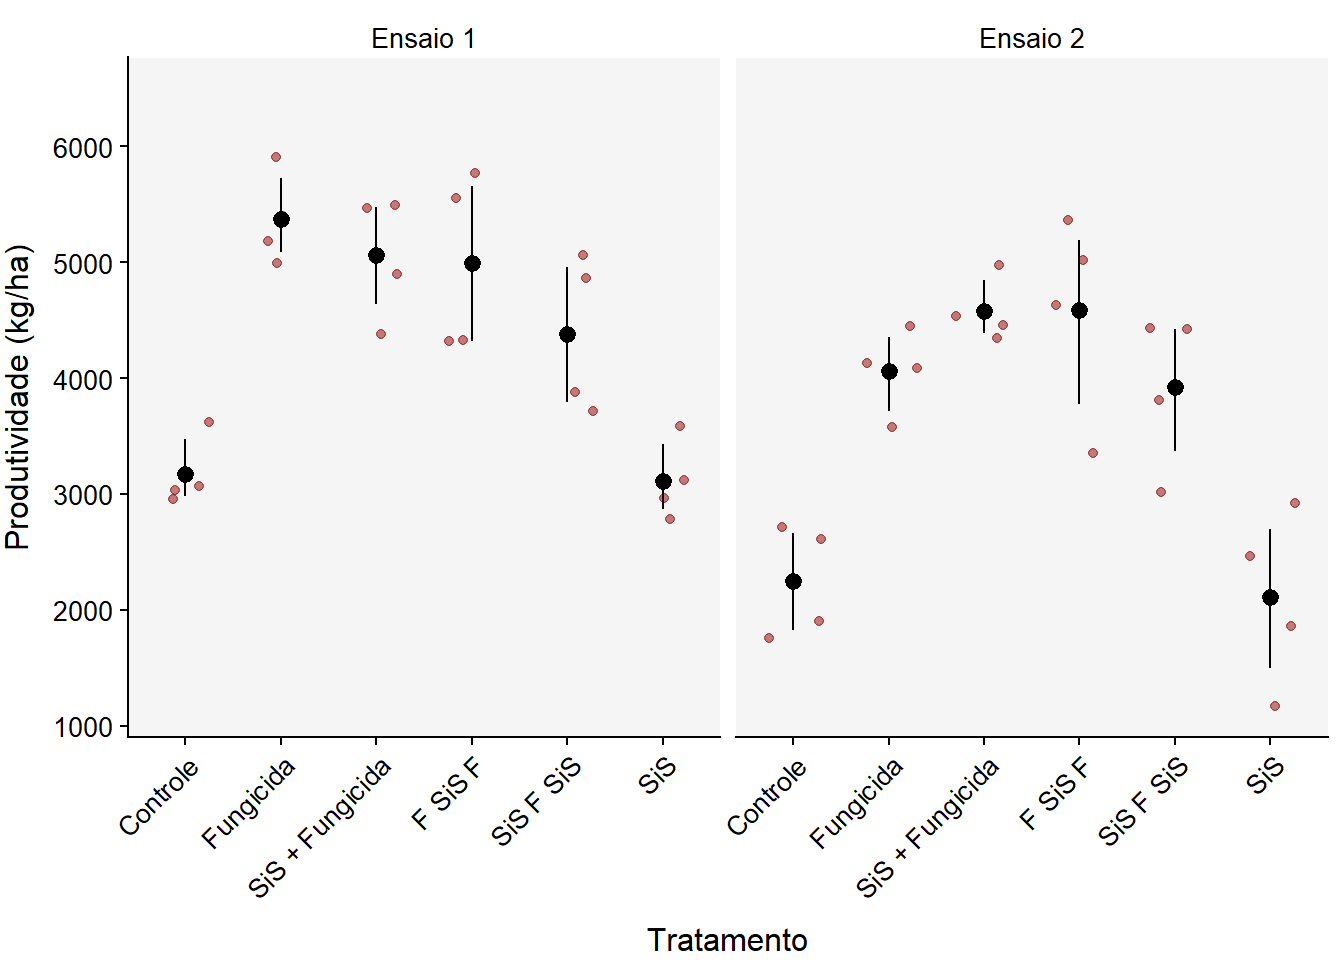 Ensaio 1
Ensaio 2
Produtividade (kg/ha)
6000
5000
4000
3000
2000
1000
Controle
Fungicida
SiS + Fungicida
F SiS F
SiS F SiS
SiS
Controle
Fungicida
SiS + Fungicida
F SiS F
SiS F SiS
SiS
Tratamento